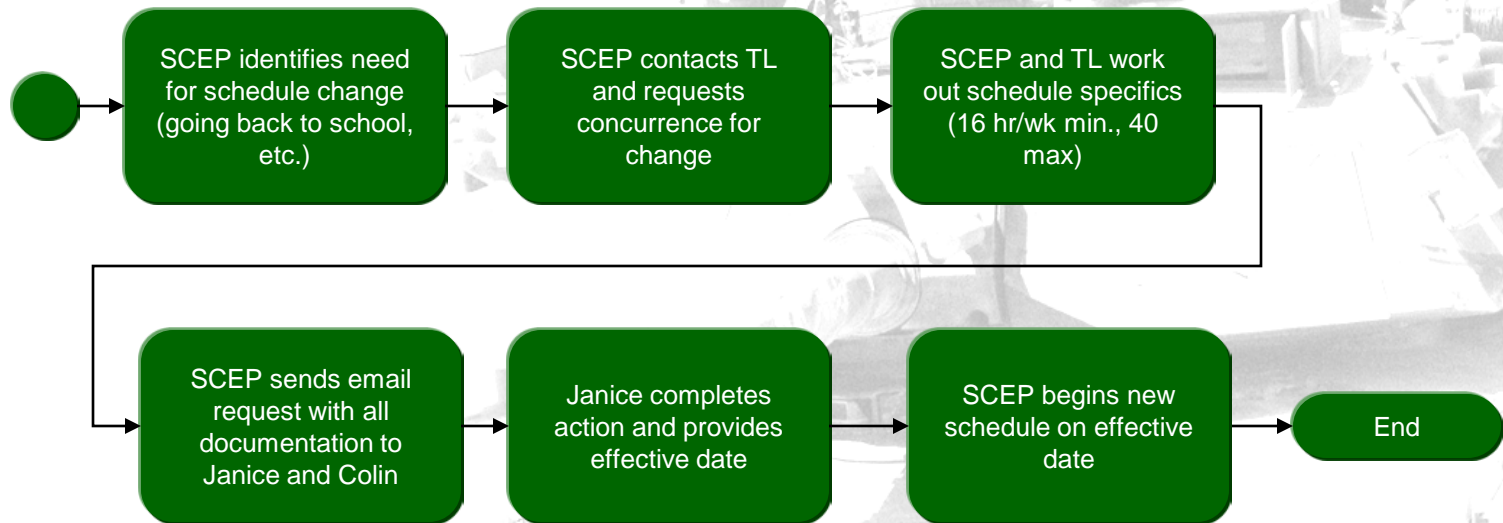 SCEP identifies need
for schedule change
(going back to school,
etc.)
SCEP contacts TL
and requests
concurrence for
change
SCEP and TL work
out schedule specifics
(16 hr/wk min., 40
max)
SCEP sends email
request with all
documentation to
Janice and Colin
Janice completes
action and provides
effective date
SCEP begins new
schedule on effective
date
End